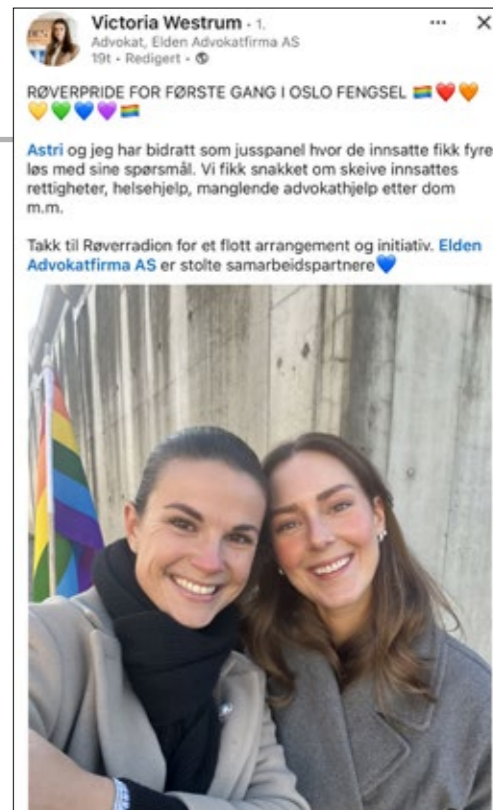 Victoria Westrum · 1.
Advokat, Elden Advokatfirma AS
19t · Redigert ·
RØVERPRIDE FOR FØRSTE GANG I OSLO FENGSEL 🏳️‍🌈❤️🧡
💛💚💙💜🏳️‍🌈
Astri og jeg har bidratt som jusspanel hvor de innsatte fikk fyre
løs med sine spørsmål. Vi fikk snakket om skeive innsattes
rettigheter, helsehjelp, manglende advokathjelp etter dom
m.m.
Takk til Røverradion for et flott arrangement og initiativ. Elden
Advokatfirma AS er stolte samarbeidspartnere💙